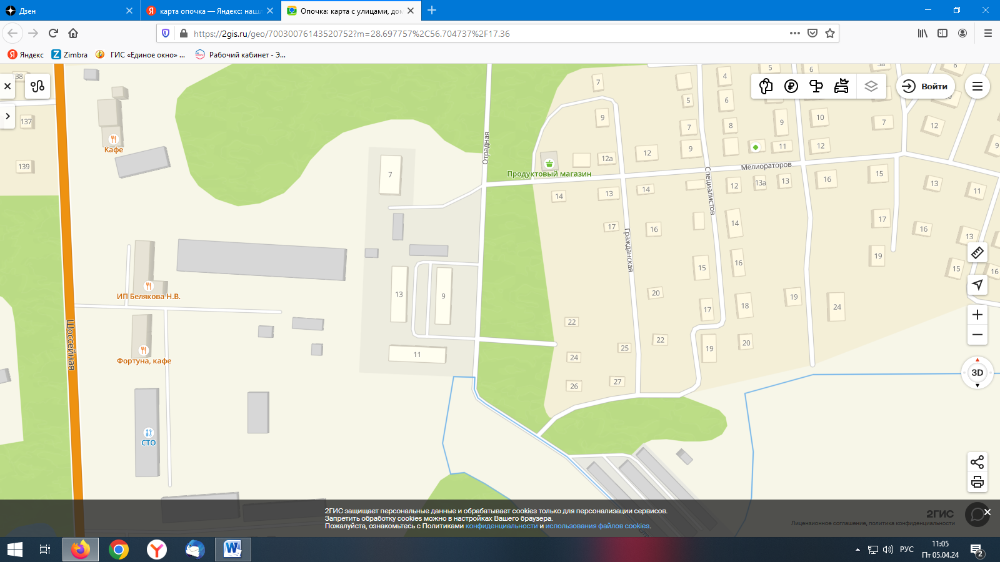 Дзен
карта опочка — Яндекс: наш
Опочка: карта с улицами, дом
https://2gis.ru/geo/70030076143520752?m=28.697757%2C56.704737%2F17.36
Яндекс
Zimbra
ГИС «Единое окно» ...
Рабочий кабинет - Э...
38
7
4
5
6
3а
8
Войти
5
6
10
137
9
7
8
9
10
7
12
Кафе
Отрадная
12а
12
9
11
12
9
139
7
Продуктовый магазин
Мелиораторов
14
13
14
Специалистов
12
13а
13
16
15
13
11
17
16
14
17
16
13
Гражданская
19
15
16
15
16
ИП Белякова Н.В.
13
9
20
17
18
19
24
Шоссейная
22
Фортуна, кафе
11
24
25
22
19
20
3D
26
27
СТО
2ГИС защищает персональные данные и обрабатывает cookies только для персонализации сервисов.
Запретить обработку cookies можно в настройках Вашего браузера.
Пожалуйста, ознакомьтесь с Политиками конфиденциальности и использования файлов cookies.
2ГИС
Лицензионное соглашение, политика конфиденциальности
РУС
11:05
Пт 05.04.24
2